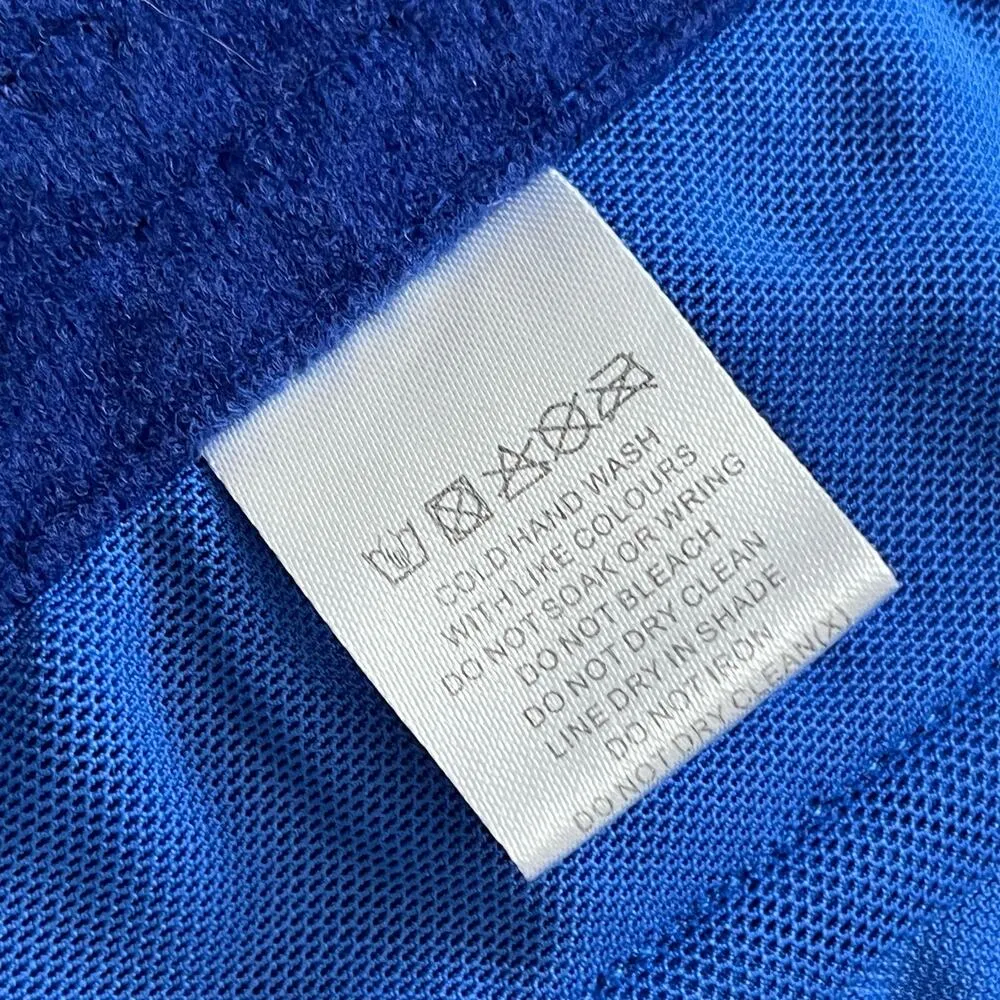 COLD HAND WASH
WITH LIKE COLOURS
DO NOT SOAK OR WRING
DO NOT BLEACH
DO NOT DRY CLEAN
LINE DRY IN SHADE
DO NOT IRON
DO NOT DRY CLEAN(X)